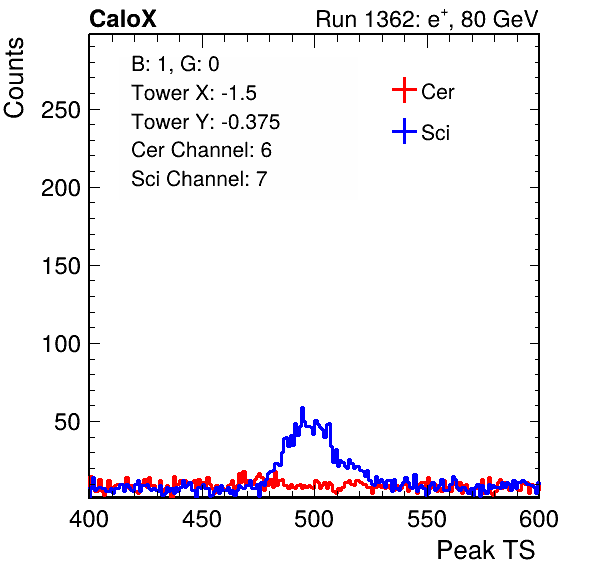 CaloX Run 1362: e⁺, 80 GeV
Counts
B: 1, G: 0
Tower X: -1.5
Tower Y: -0.375
Cer Channel: 6
Sci Channel: 7
Cer
Sci
250
200
150
100
50
400 450 500 550 600
Peak TS